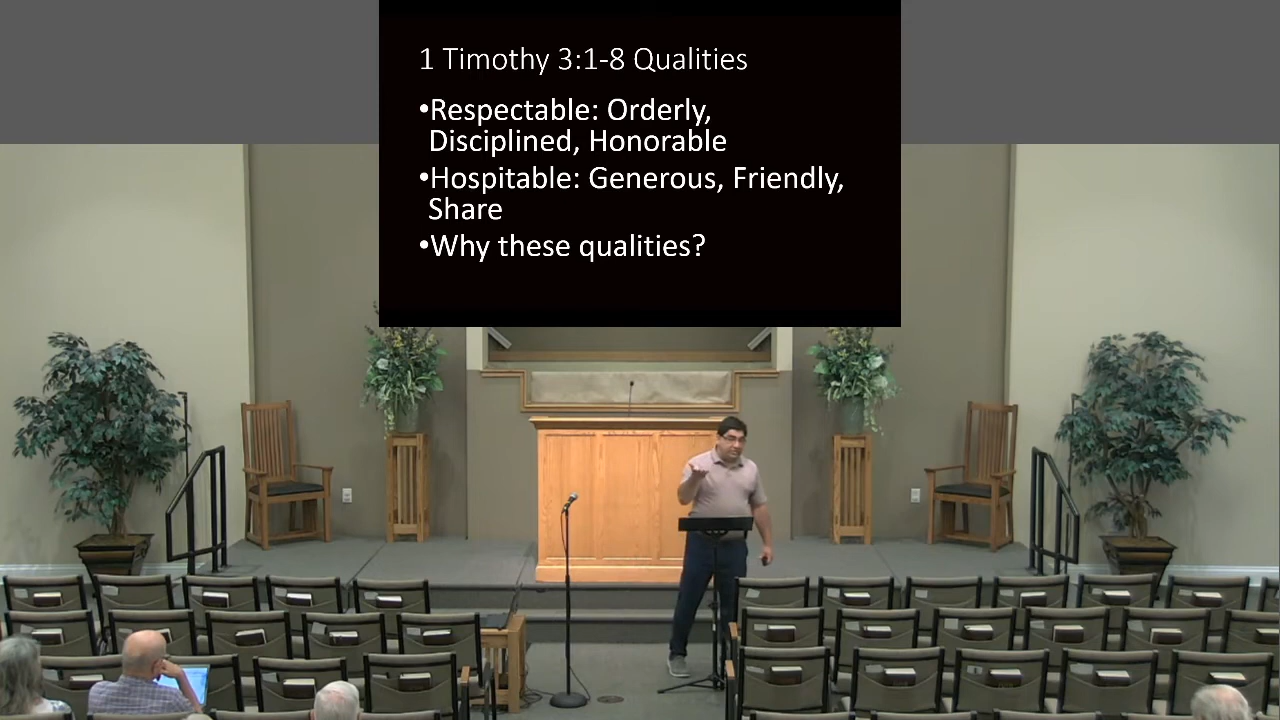 1 Timothy 3:1-8 Qualities
•Respectable: Orderly,
Disciplined, Honorable
•Hospitable: Generous, Friendly,
Share
•Why these qualities?